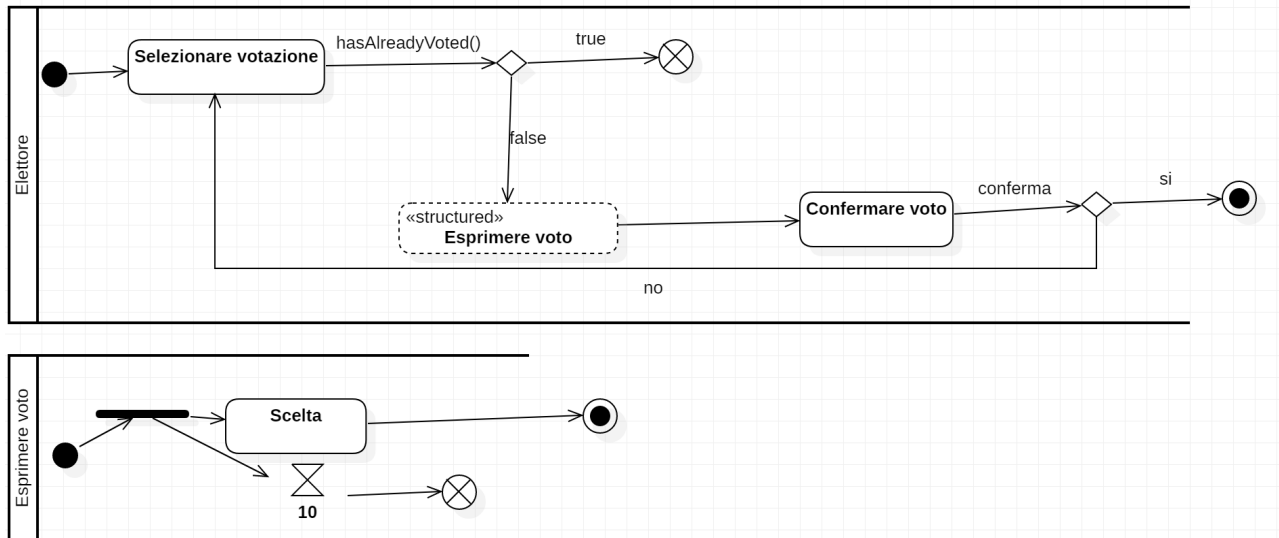 Elettore
Selezionare votazione
hasAlreadyVoted()
true
false
«structured»
Esprimere voto
Confermare voto
conferma
si
no
Esprimere voto
Scelta
10